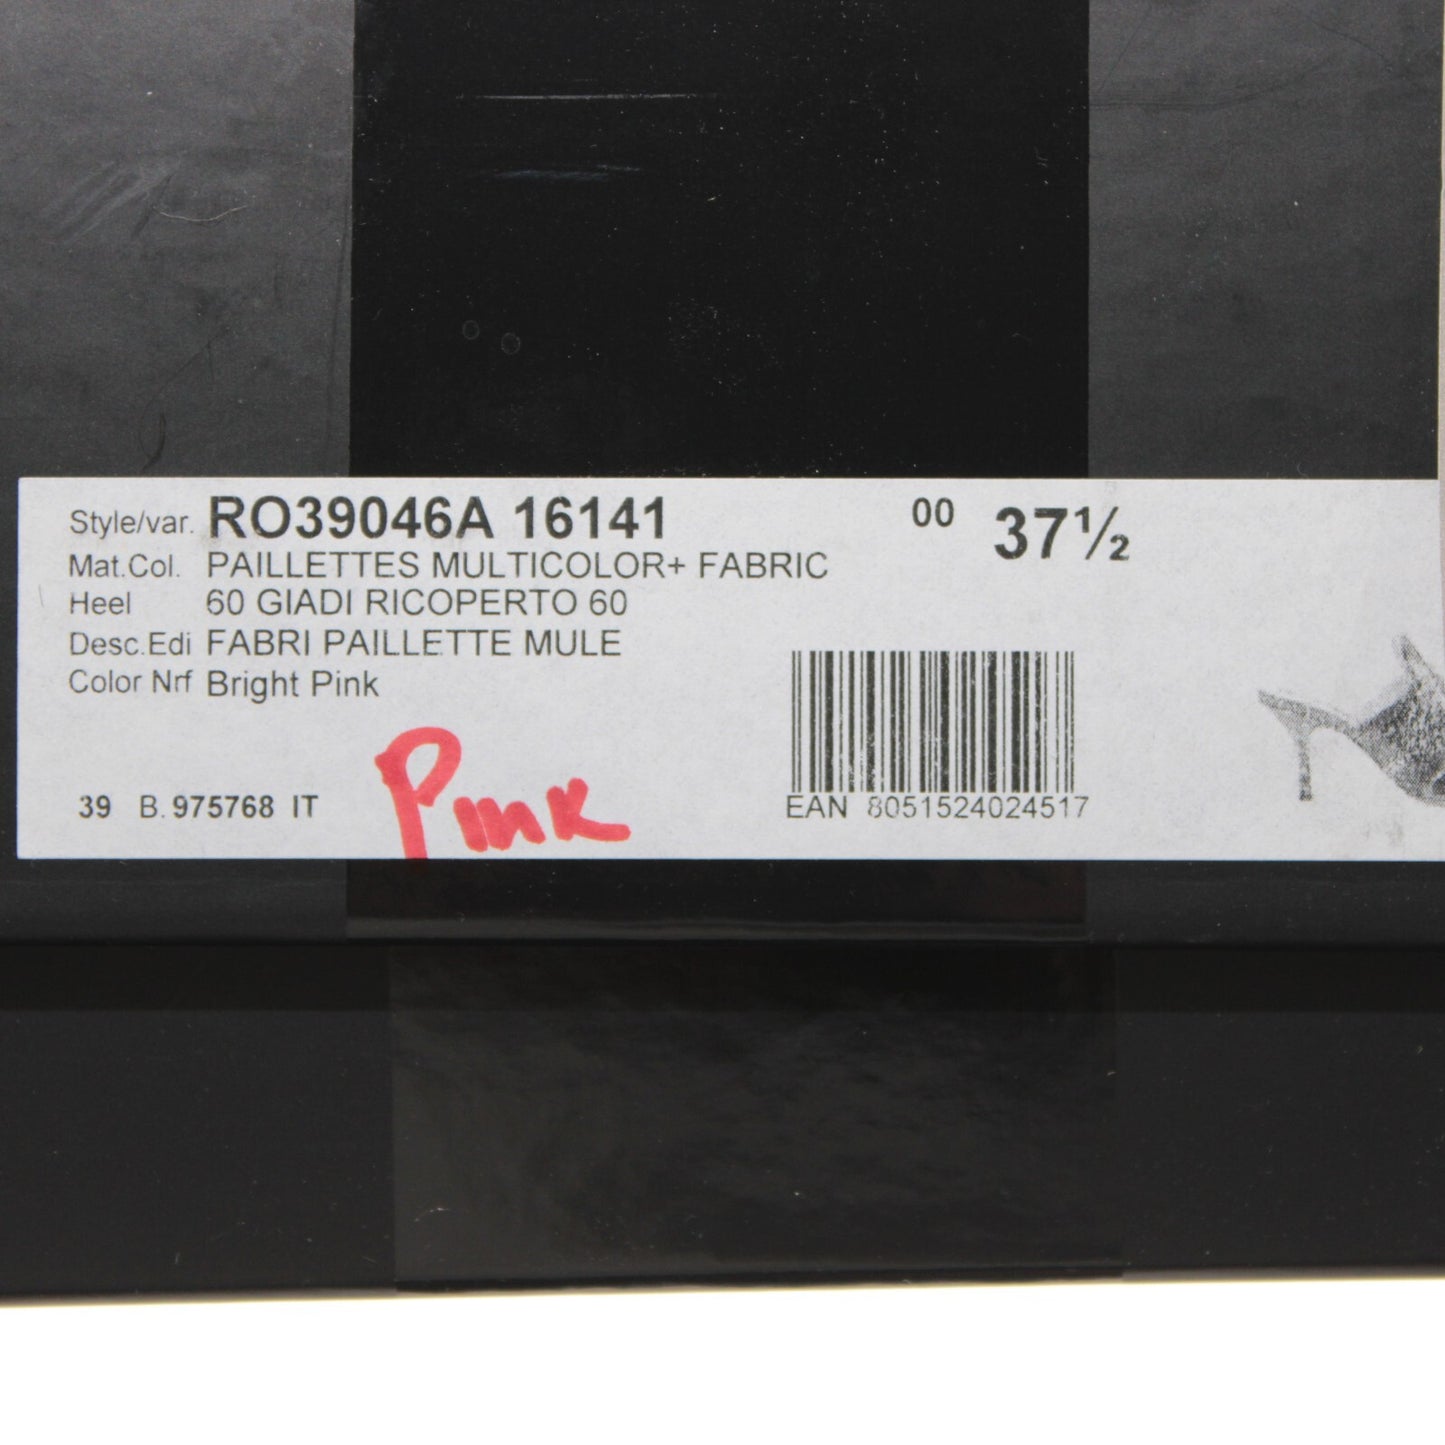 Style/var. RO39046A 16141 00 37½
Mat.Col. PAILLETTES MULTICOLOR+ FABRIC
Heel 60 GIADI RICOPERTO 60
Desc.Edi FABRI PAILLETTE MULE
Color Nrf Bright Pink
Pink
39 B. 975768 IT
EAN 8051524024517